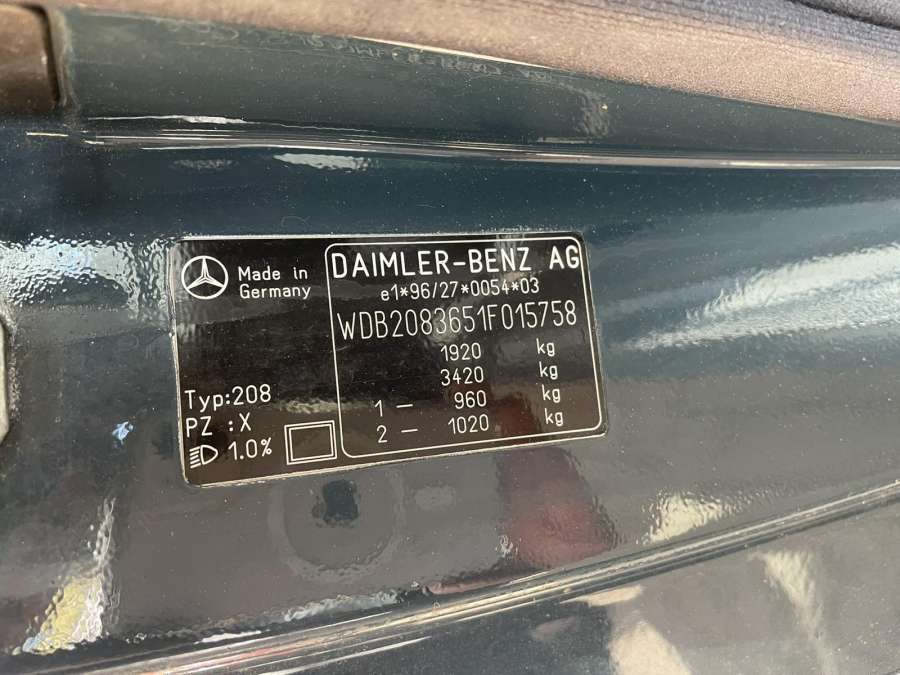 Made in
Germany
Typ:208
PZ :X
1.0%
DAIMLER-BENZ AG
e1*96/27*0054*03
WDB2083651F015758
1920 kg
3420 kg
1 – 960 kg
2 – 1020 kg